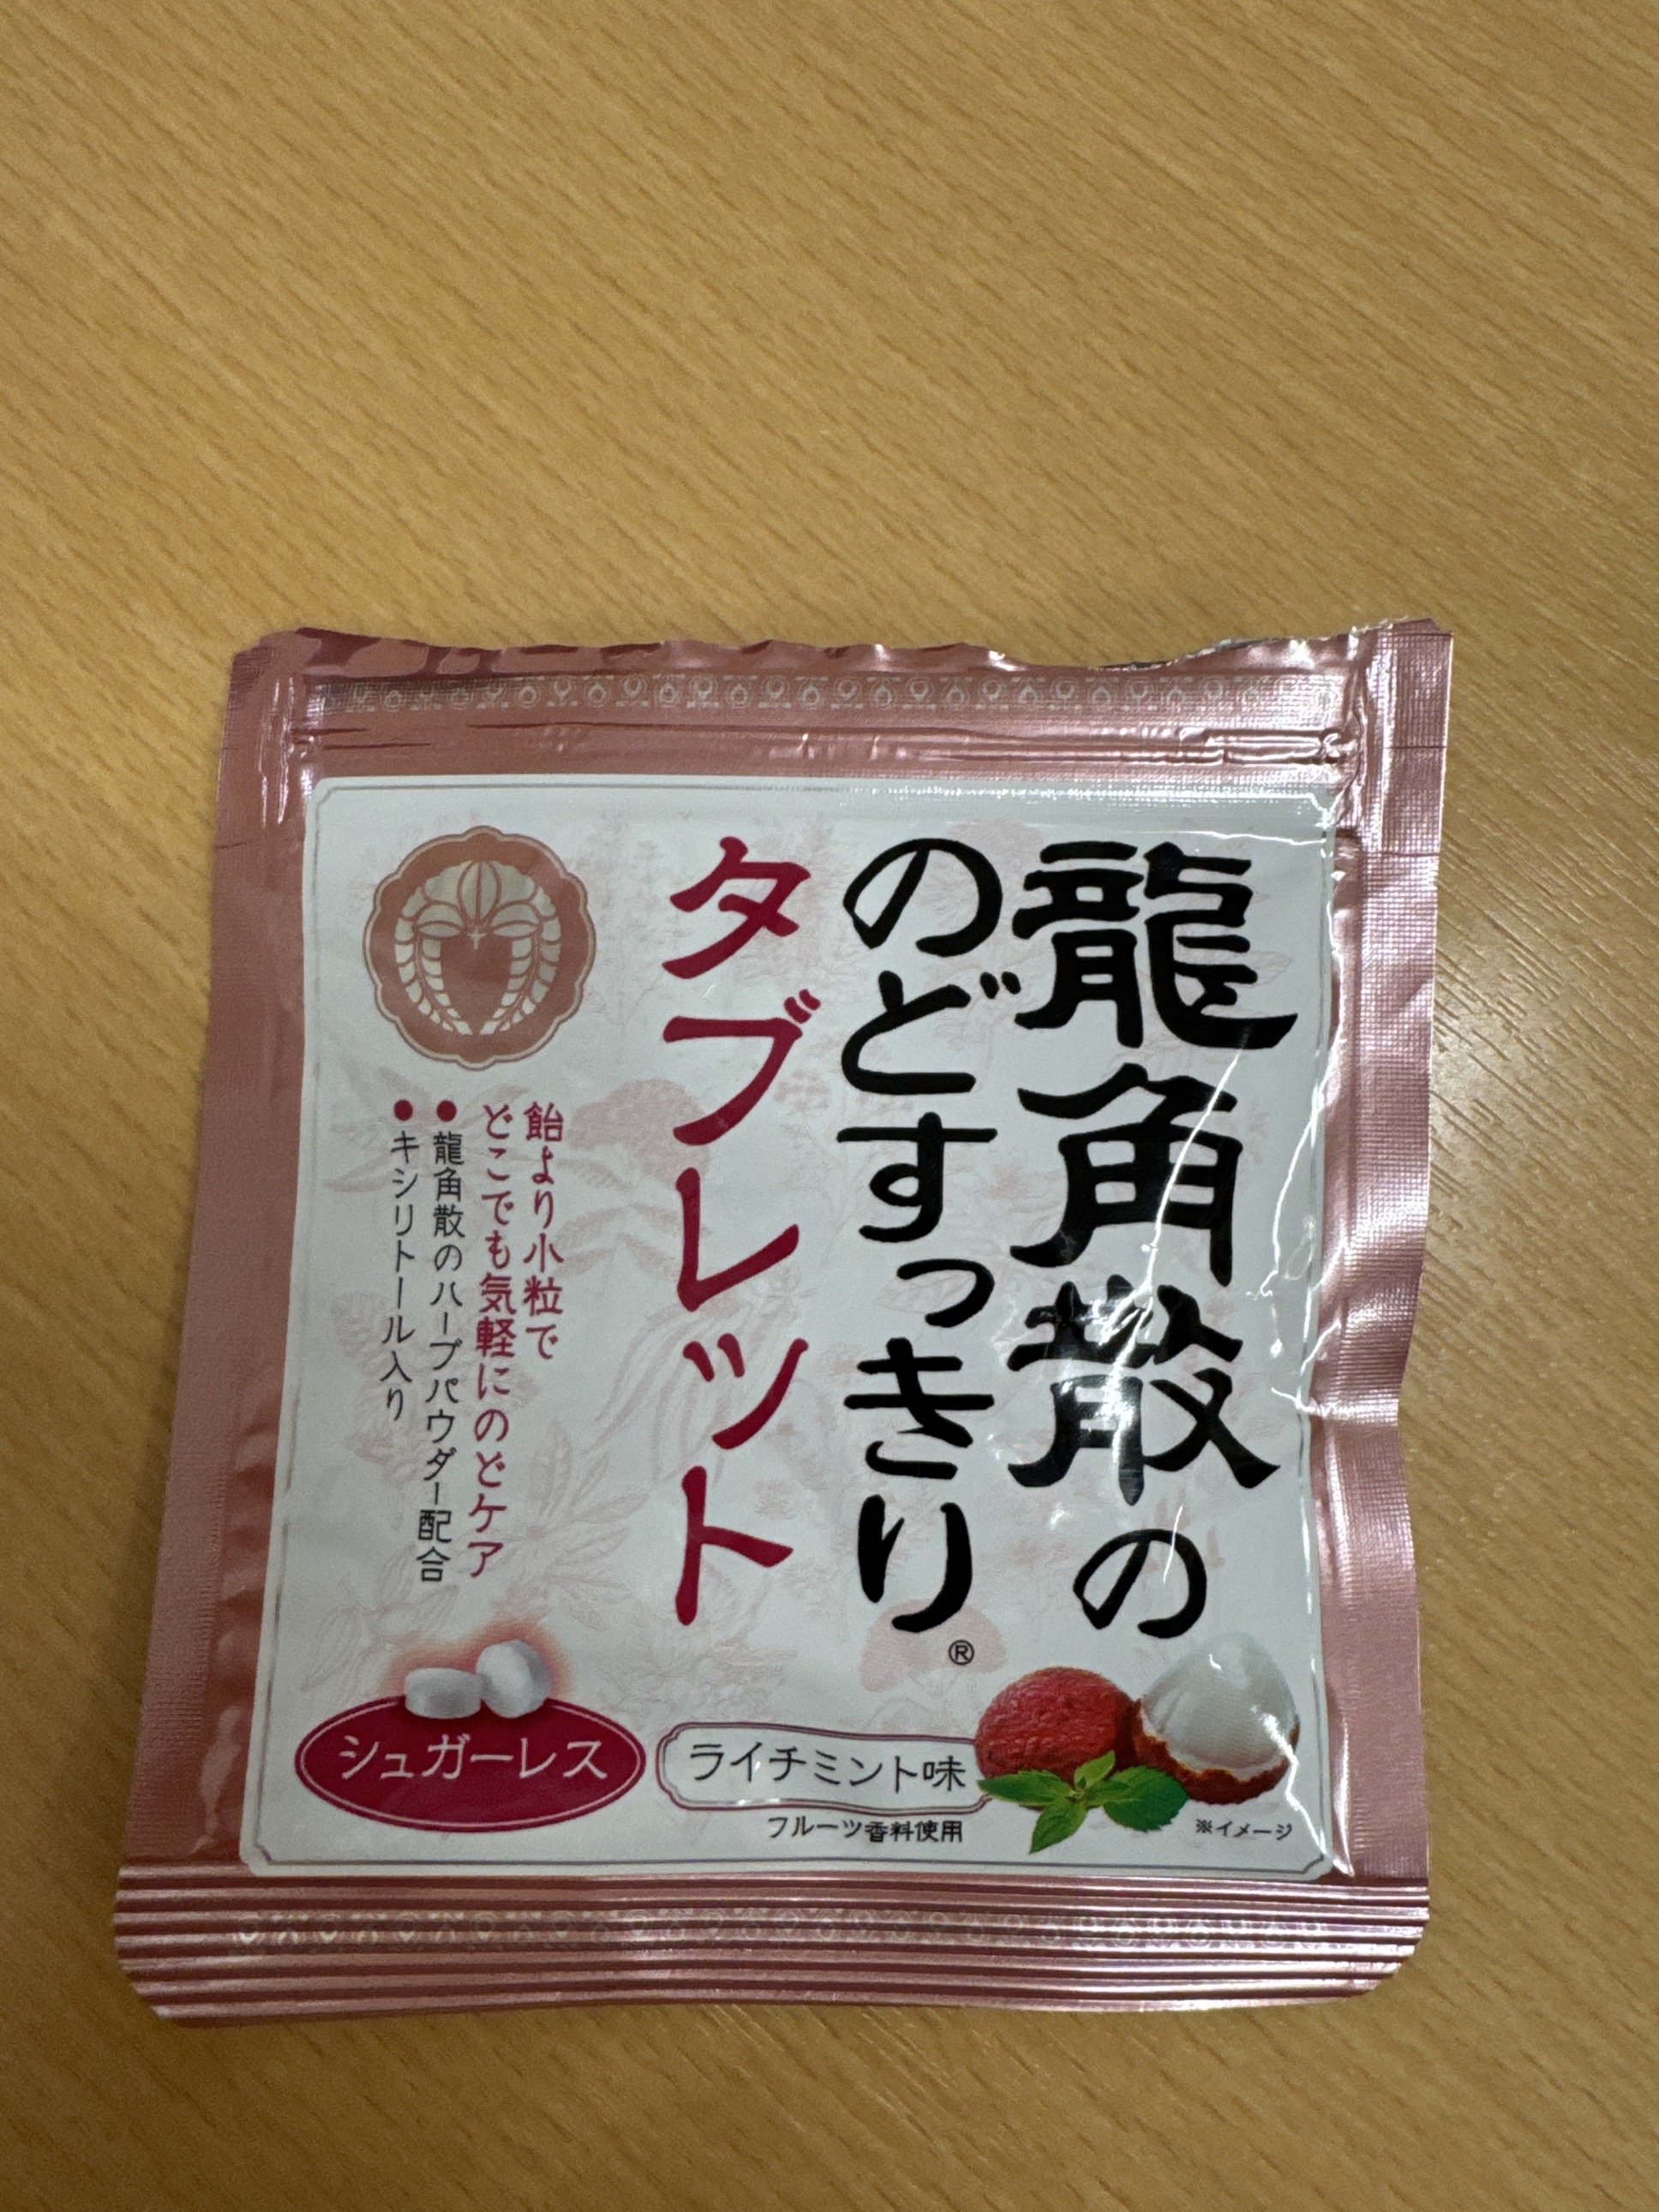 龍角散の
のどすっきり®
タブレット
飴より小粒で
どこでも気軽にのどケア
●龍角散のハーブパウダー配合
●キシリトール入り
シュガーレス
ライチミント味
フルーツ香料使用
※イメージ